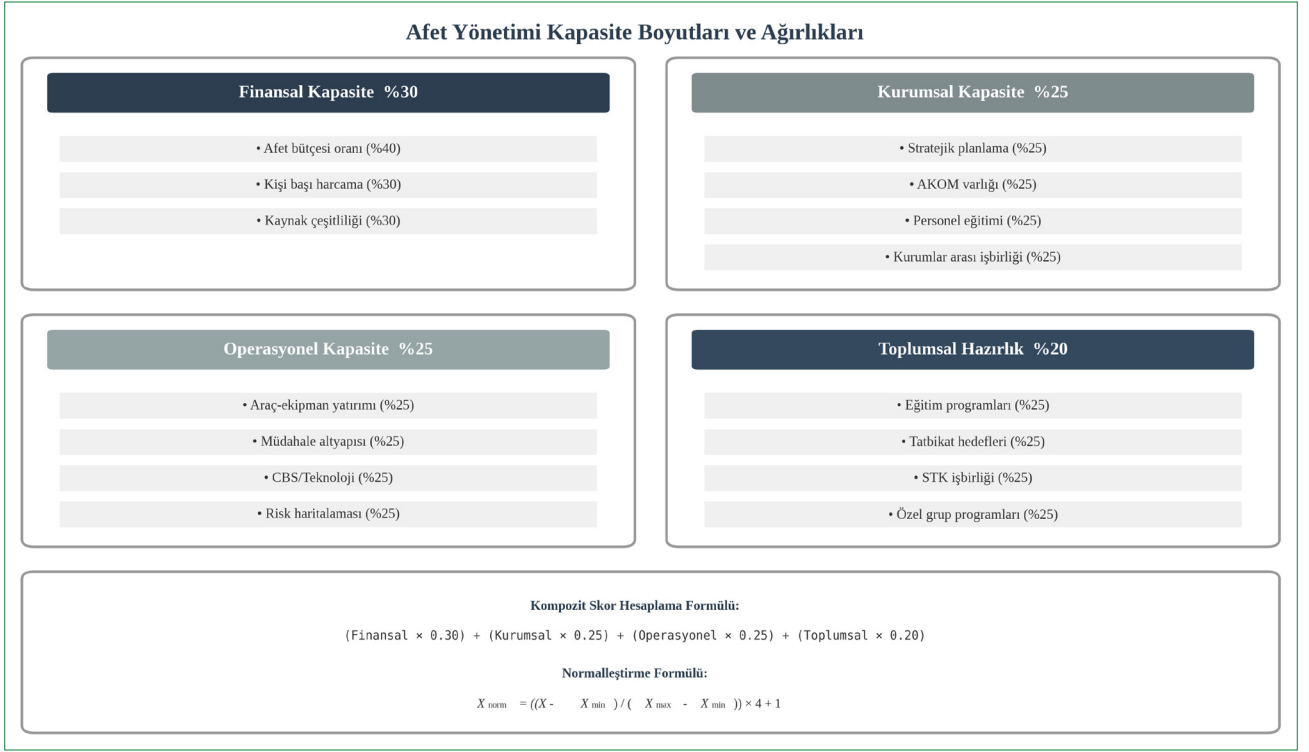 Afet Yönetimi Kapasite Boyutları ve Ağırlıkları
Finansal Kapasite %30
• Afet bütçesi oranı (%40)
• Kişi başı harcama (%30)
• Kaynak çeşitliliği (%30)
Kurumsal Kapasite %25
• Stratejik planlama (%25)
• AKOM varlığı (%25)
• Personel eğitimi (%25)
• Kurumlar arası işbirliği (%25)
Operasyonel Kapasite %25
• Araç-ekipman yatırımı (%25)
• Müdahale altyapısı (%25)
• CBS/Teknoloji (%25)
• Risk haritalaması (%25)
Toplumsal Hazırlık %20
• Eğitim programları (%25)
• Tatbikat hedefleri (%25)
• STK işbirliği (%25)
• Özel grup programları (%25)
Kompozit Skor Hesaplama Formülü:
(Finansal × 0.30) + (Kurumsal × 0.25) + (Operasyonel × 0.25) + (Toplumsal × 0.20)
Normalleştirme Formülü:
X norm = ((X - X min ) / ( X max - X min )) × 4 + 1